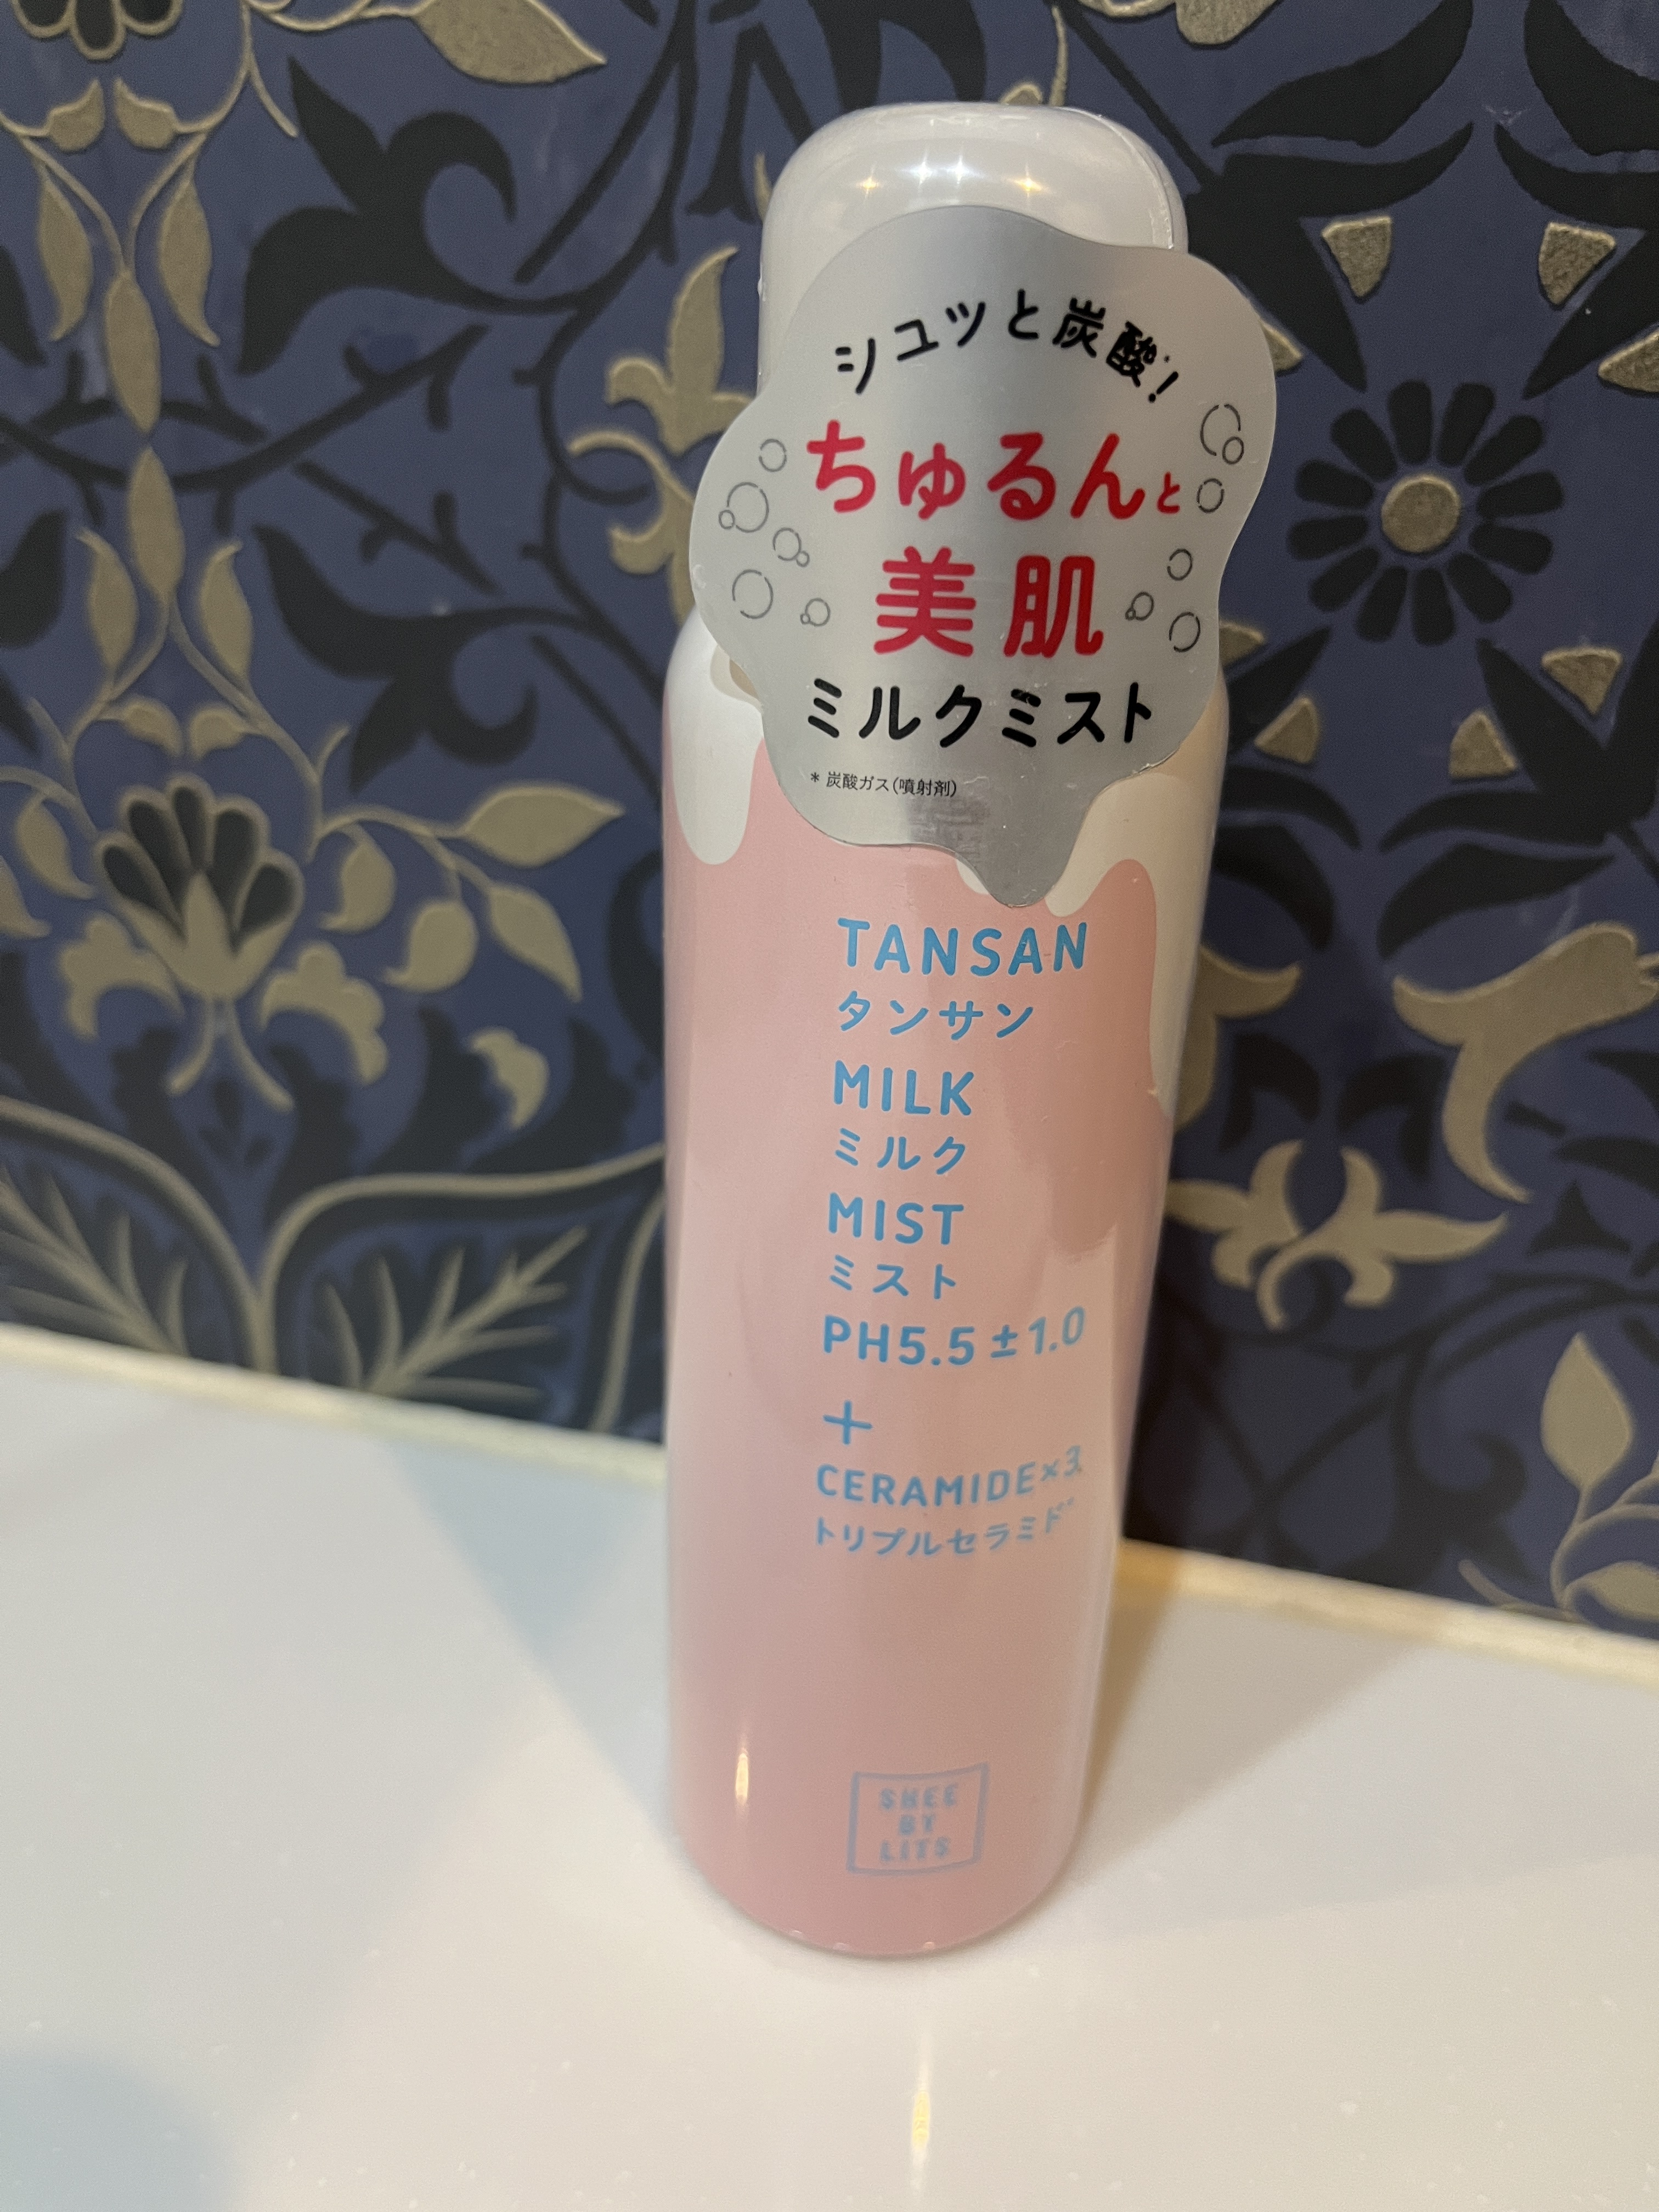 シュッと炭酸*!
ちゅるんと
美肌
ミルクミスト
* 炭酸ガス(噴射剤)
TANSAN
タンサン
MILK
ミルク
MIST
ミスト
PH5.5±1.0
+
CERAMIDE×3
トリプルセラミド
SHEE
BY
LITS